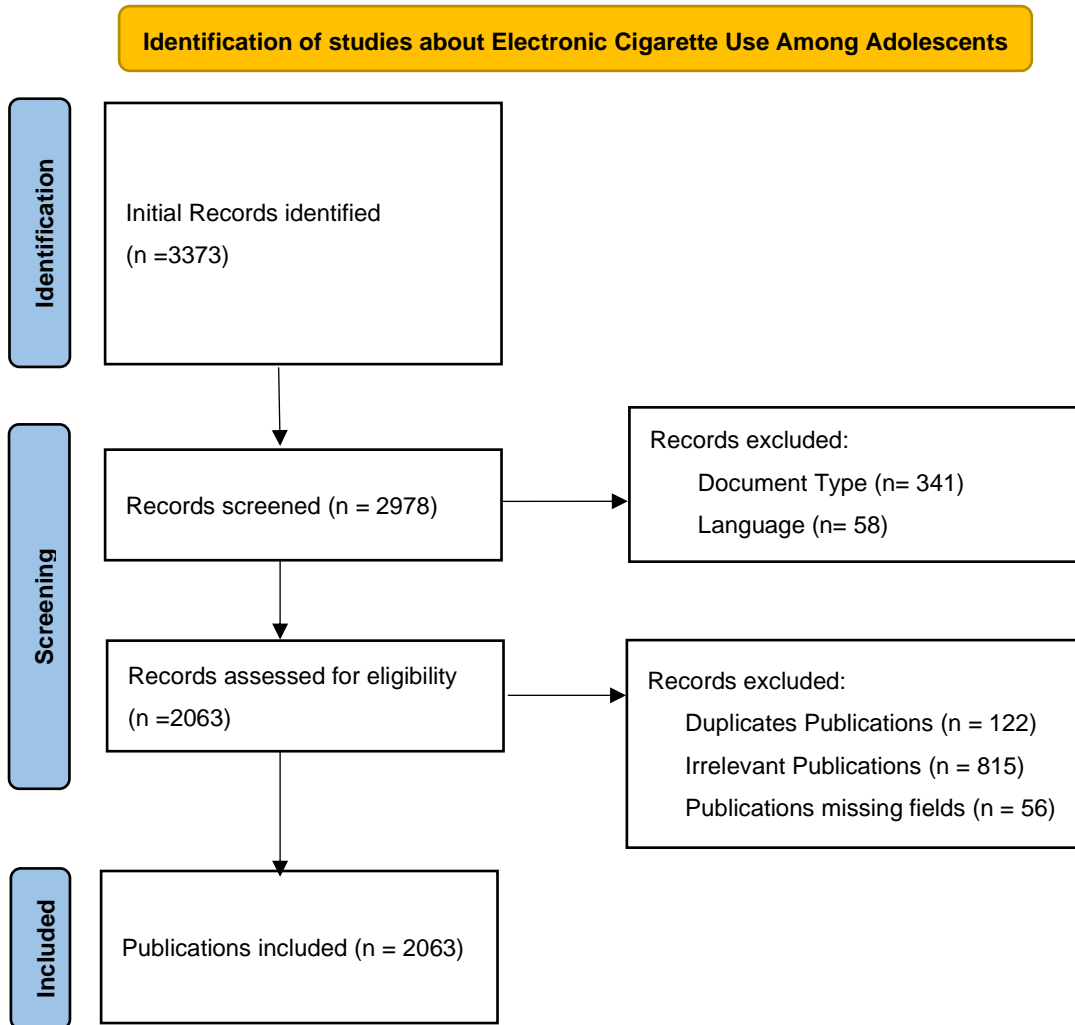 Identification of studies about Electronic Cigarette Use Among Adolescents
Identification
Initial Records identified
(n =3373)
Screening
Records screened (n = 2978)
Records excluded:
Document Type (n= 341)
Language (n= 58)
Records assessed for eligibility
(n =2063)
Records excluded:
Duplicates Publications (n = 122)
Irrelevant Publications (n = 815)
Publications missing fields (n = 56)
Included
Publications included (n = 2063)